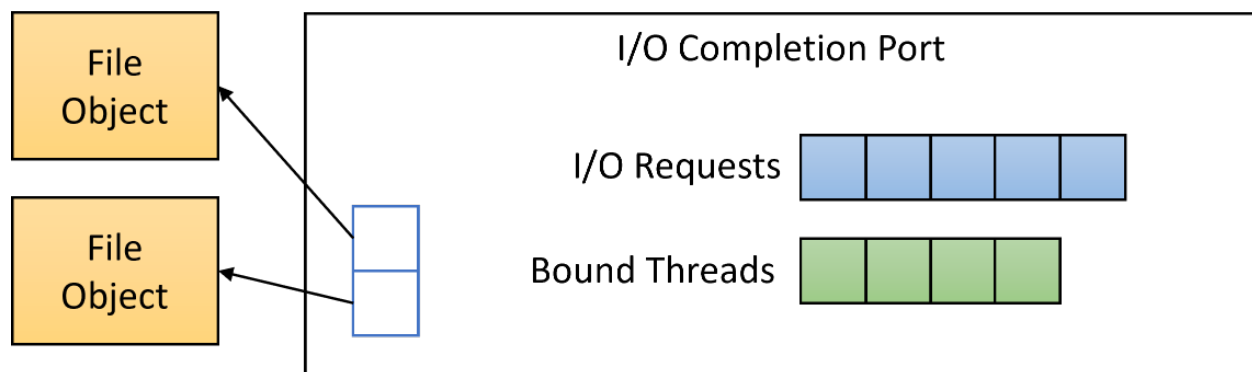 File
Object
I/O Completion Port
I/O Requests
File
Object
Bound Threads